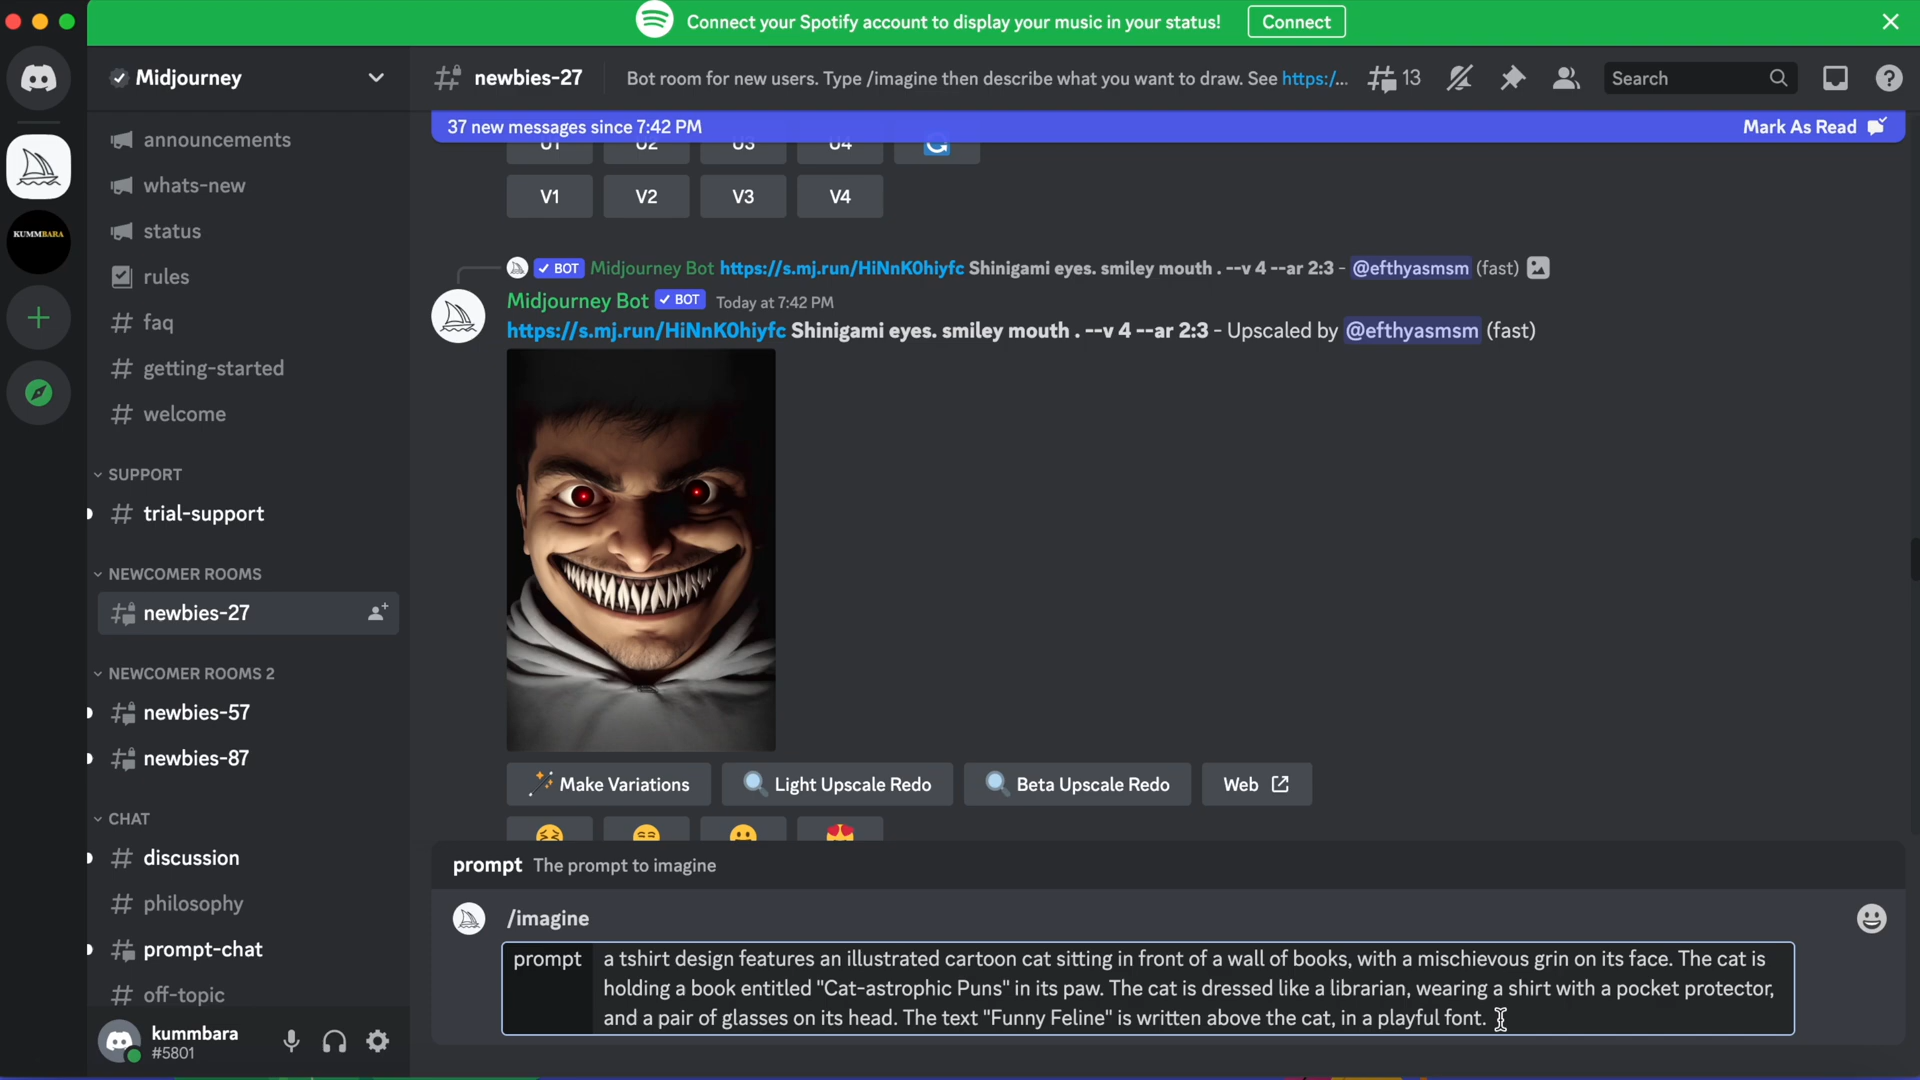 Connect your Spotify account to display your music in your status!
Connect
Midjourney
newbies-27
Bot room for new users. Type /imagine then describe what you want to draw. See https:/...
13
Search
37 new messages since 7:42 PM
Mark As Read
announcements
whats-new
status
rules
faq
getting-started
welcome
SUPPORT
trial-support
NEWCOMER ROOMS
newbies-27
NEWCOMER ROOMS 2
newbies-57
newbies-87
CHAT
discussion
philosophy
prompt-chat
off-topic
KUMMBARA
kummbara
#5801
U1 U2 U3 U4
V1 V2 V3 V4
BOT Midjourney Bot https://s.mj.run/HiNnK0hiyfc Shinigami eyes. smiley mouth . --v 4 --ar 2:3 - @efthyasmsm (fast)
Midjourney Bot BOT Today at 7:42 PM
https://s.mj.run/HiNnK0hiyfc Shinigami eyes. smiley mouth . --v 4 --ar 2:3 - Upscaled by @efthyasmsm (fast)
Make Variations Light Upscale Redo Beta Upscale Redo Web
prompt The prompt to imagine
/imagine
prompt a tshirt design features an illustrated cartoon cat sitting in front of a wall of books, with a mischievous grin on its face. The cat is
holding a book entitled "Cat-astrophic Puns" in its paw. The cat is dressed like a librarian, wearing a shirt with a pocket protector,
and a pair of glasses on its head. The text "Funny Feline" is written above the cat, in a playful font.